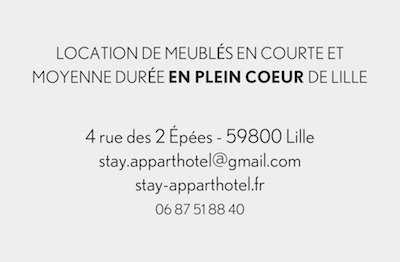 LOCATION DE MEUBLÉS EN COURTE ET
MOYENNE DURÉE EN PLEIN COEUR DE LILLE
4 rue des 2 Épées - 59800 Lille
stay.apparthotel@gmail.com
stay-apparthotel.fr
06 87 51 88 40